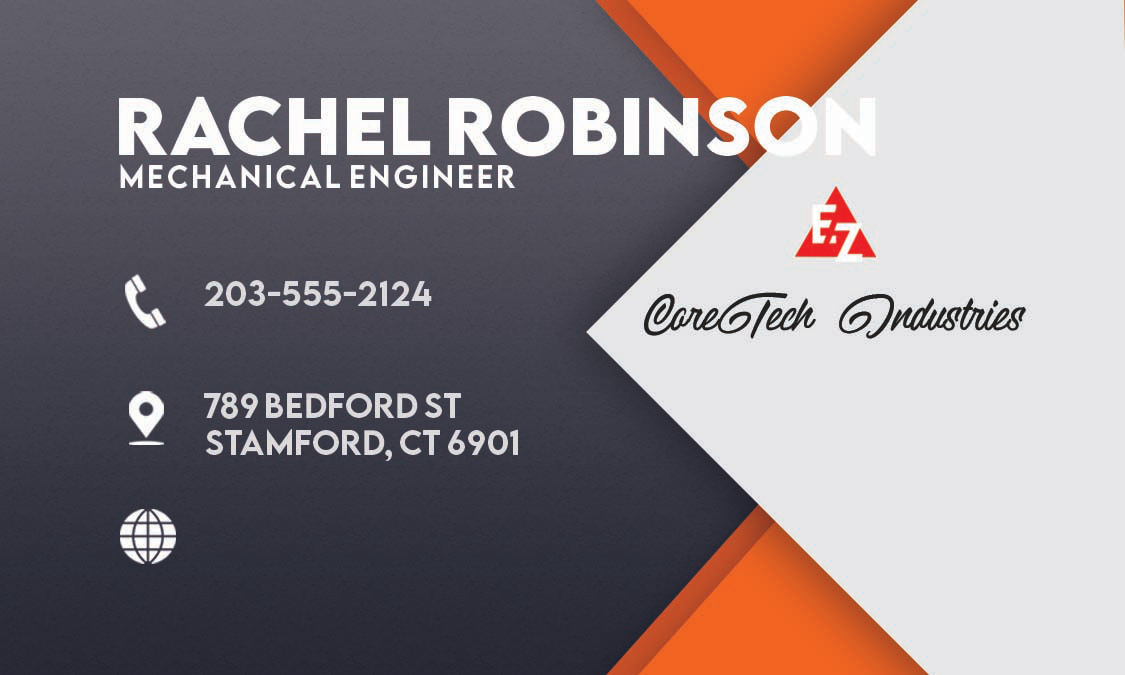 RACHEL ROBINSON
MECHANICAL ENGINEER
203-555-2124
789 BEDFORD ST
STAMFORD, CT 6901
E.Z
CoreTech Industries